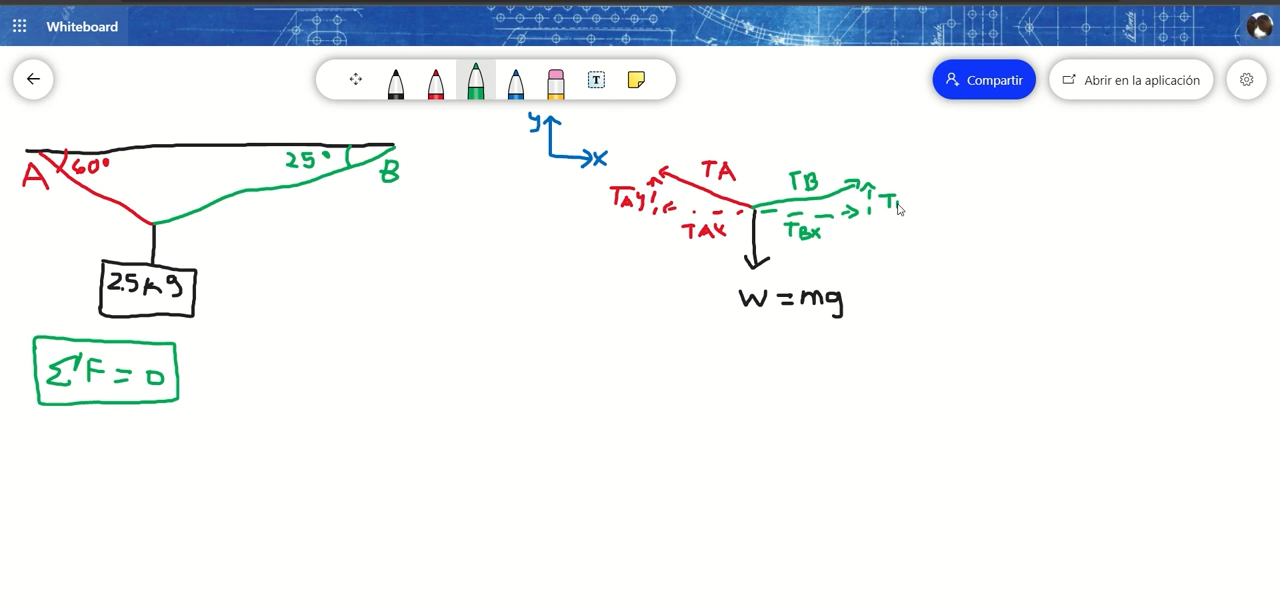 Whiteboard
Compartir
Abrir en la aplicación
T
y
x
A
60°
25°
B
TA
TB
TAy
TAx
TBx
T
25kg
W = mg
ΣF = 0